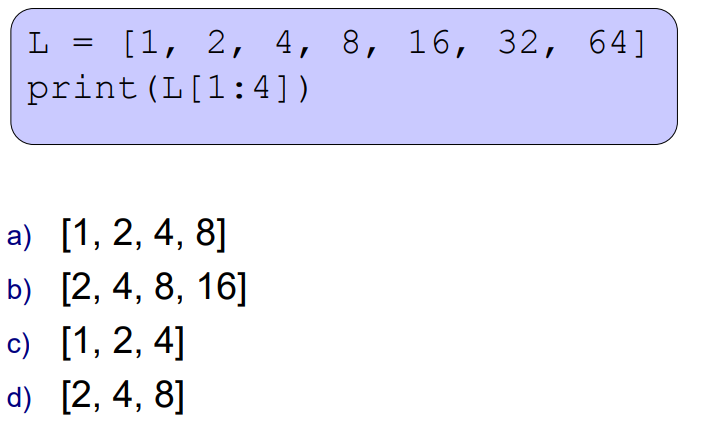 L = [1, 2, 4, 8, 16, 32, 64]
print(L[1:4])
a) [1, 2, 4, 8]
b) [2, 4, 8, 16]
c) [1, 2, 4]
d) [2, 4, 8]